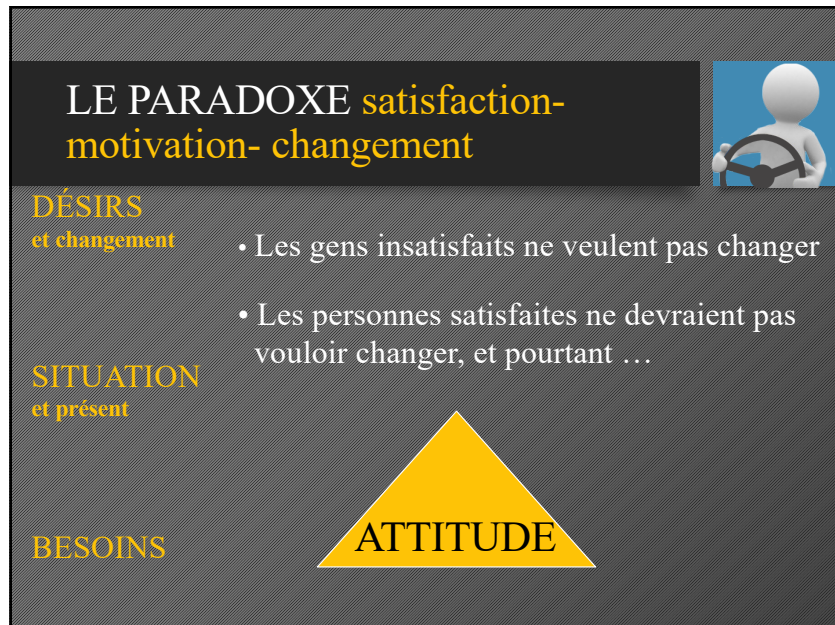 LE PARADOXE satisfaction-
motivation- changement
DÉSIRS
et changement
• Les gens insatisfaits ne veulent pas changer
• Les personnes satisfaites ne devraient pas
vouloir changer, et pourtant …
SITUATION
et présent
BESOINS
ATTITUDE